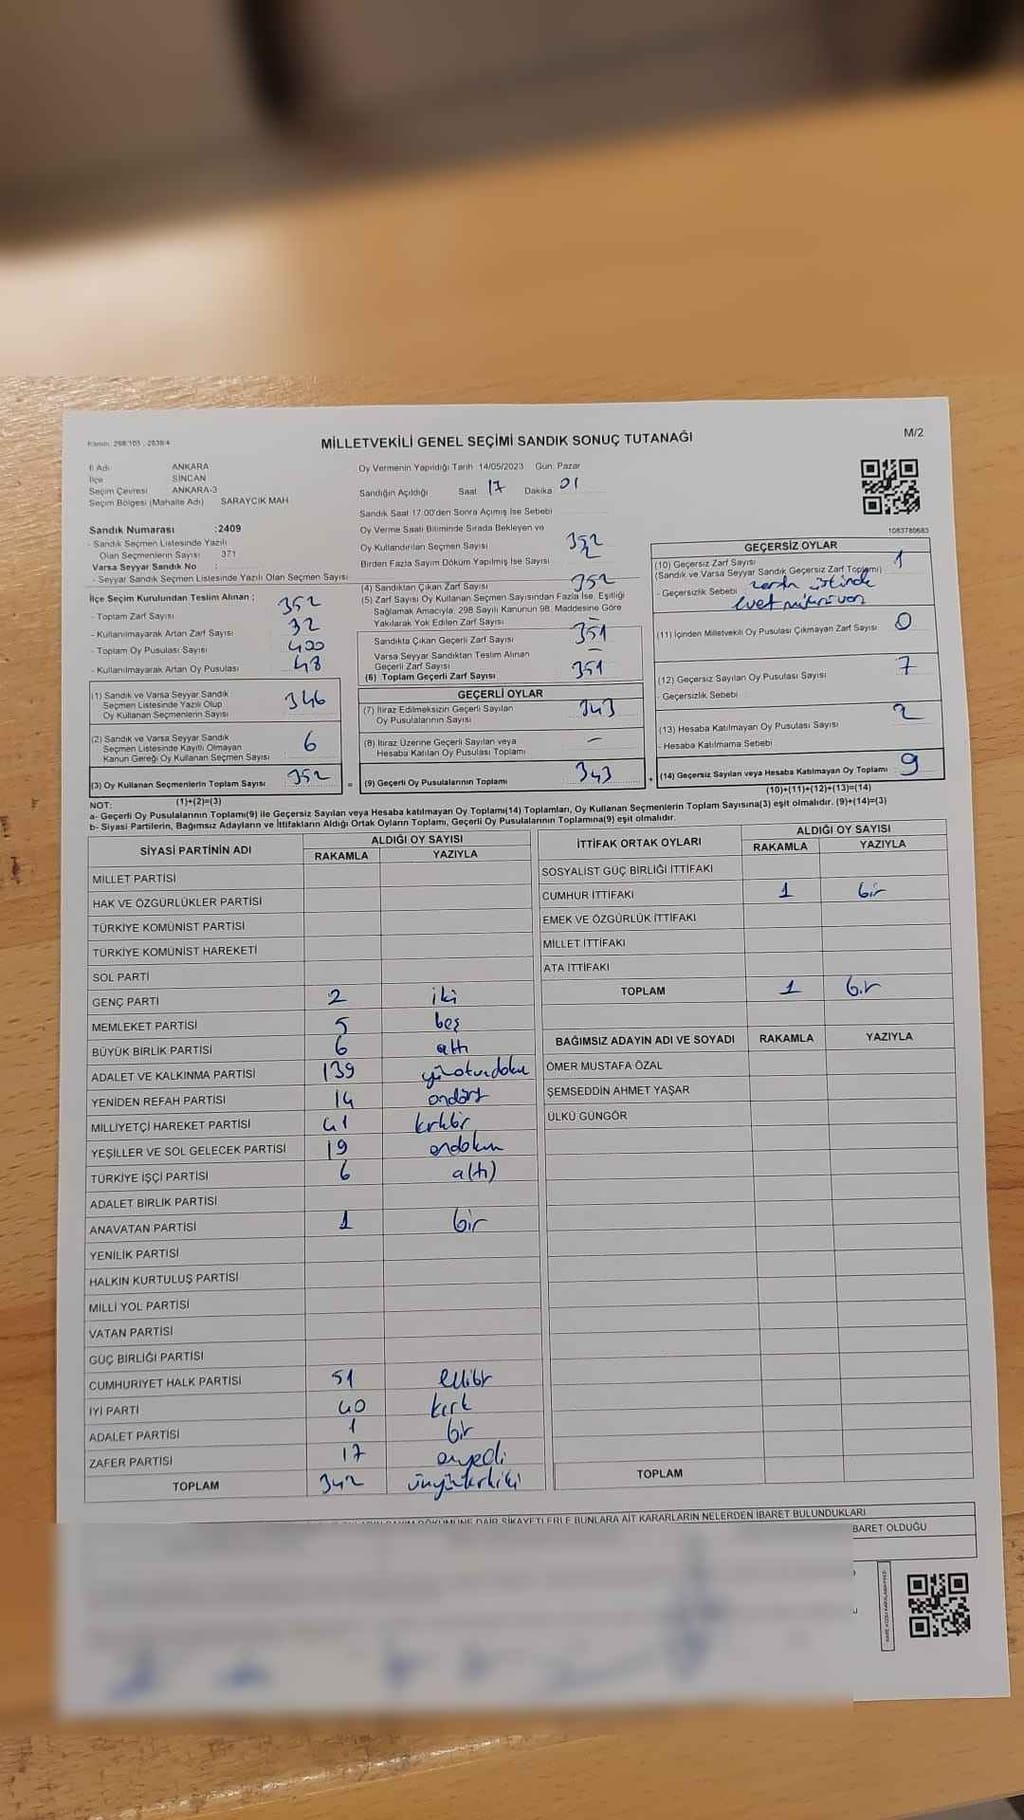 Kanun: 298/105 , 2839/4
MİLLETVEKİLİ GENEL SEÇİMİ SANDIK SONUÇ TUTANAĞI
M/2
İl Adı ANKARA
İlçe SİNCAN
Seçim Çevresi ANKARA-3
Seçim Bölgesi (Mahalle Adı) SARAYCIK MAH
Sandık Numarası :2409
- Sandık Seçmen Listesinde Yazılı
Olan Seçmenlerin Sayısı 371
Varsa Seyyar Sandık No :
- Seyyar Sandık Seçmen Listesinde Yazılı Olan Seçmen Sayısı
Oy Vermenin Yapıldığı Tarih 14/05/2023 Gün: Pazar
Sandığın Açıldığı Saat 17 Dakika 01
Sandık Saat 17.00'den Sonra Açılmış İse Sebebi
Oy Verme Saati Bitiminde Sırada Bekleyen ve
Oy Kullandırılan Seçmen Sayısı
352
Birden Fazla Sayım Döküm Yapılmış İse Sayısı
1083780683
İlçe Seçim Kurulundan Teslim Alınan ;
- Toplam Zarf Sayısı 352
- Kullanılmayarak Artan Zarf Sayısı 32
- Toplam Oy Pusulası Sayısı 400
- Kullanılmayarak Artan Oy Pusulası 48
(1) Sandık ve Varsa Seyyar Sandık
Seçmen Listesinde Yazılı Olup
Oy Kullanan Seçmenlerin Sayısı 346
(2) Sandık ve Varsa Seyyar Sandık
Seçmen Listesinde Kayıtlı Olmayan
Kanun Gereği Oy Kullanan Seçmen Sayısı 6
(3) Oy Kullanan Seçmenlerin Toplam Sayısı 352
(1)+(2)=(3)
(4) Sandıktan Çıkan Zarf Sayısı 352
(5) Zarf Sayısı Oy Kullanan Seçmen Sayısından Fazla İse, Eşitliği
Sağlamak Amacıyla, 298 Sayılı Kanunun 98. Maddesine Göre
Yakılarak Yok Edilen Zarf Sayısı –
Sandıkta Çıkan Geçerli Zarf Sayısı 351
Varsa Seyyar Sandıktan Teslim Alınan
Geçerli Zarf Sayısı –
(6) Toplam Geçerli Zarf Sayısı 351
GEÇERLİ OYLAR
(7) İtiraz Edilmeksizin Geçerli Sayılan
Oy Pusulalarının Sayısı 343
(8) İtiraz Üzerine Geçerli Sayılan veya
Hesaba Katılan Oy Pusulası Toplamı –
= (9) Geçerli Oy Pusulalarının Toplamı 343
GEÇERSİZ OYLAR
(10) Geçersiz Zarf Sayısı 1
(Sandık ve Varsa Seyyar Sandık Geçersiz Zarf Toplamı)
- Geçersizlik Sebebi zarfın üstünde
evet mührü var
(11) İçinden Milletvekili Oy Pusulası Çıkmayan Zarf Sayısı 0
(12) Geçersiz Sayılan Oy Pusulası Sayısı 7
- Geçersizlik Sebebi
(13) Hesaba Katılmayan Oy Pusulası Sayısı 2
- Hesaba Katılmama Sebebi
+ (14) Geçersiz Sayılan veya Hesaba Katılmayan Oy Toplamı 9
(10)+(11)+(12)+(13)=(14)
NOT:
a- Geçerli Oy Pusulalarının Toplamı(9) ile Geçersiz Sayılan veya Hesaba katılmayan Oy Toplamı(14) Toplamları, Oy Kullanan Seçmenlerin Toplam Sayısına(3) eşit olmalıdır. (9)+(14)=(3)
b- Siyasi Partilerin, Bağımsız Adayların ve İttifakların Aldığı Ortak Oyların Toplamı, Geçerli Oy Pusulalarının Toplamına(9) eşit olmalıdır.
SİYASİ PARTİNİN ADI ALDIĞI OY SAYISI
RAKAMLA YAZIYLA
MİLLET PARTİSİ
HAK VE ÖZGÜRLÜKLER PARTİSİ
TÜRKİYE KOMÜNİST PARTİSİ
TÜRKİYE KOMÜNİST HAREKETİ
SOL PARTİ
GENÇ PARTİ 2 iki
MEMLEKET PARTİSİ 5 beş
BÜYÜK BİRLİK PARTİSİ 6 altı
ADALET VE KALKINMA PARTİSİ 139 yüzotuzdokuz
YENİDEN REFAH PARTİSİ 14 ondört
MİLLİYETÇİ HAREKET PARTİSİ 41 kırkbir
YEŞİLLER VE SOL GELECEK PARTİSİ 19 ondokuz
TÜRKİYE İŞÇİ PARTİSİ 6 altı
ADALET BİRLİK PARTİSİ
ANAVATAN PARTİSİ 1 bir
YENİLİK PARTİSİ
HALKIN KURTULUŞ PARTİSİ
MİLLİ YOL PARTİSİ
VATAN PARTİSİ
GÜÇ BİRLİĞİ PARTİSİ
CUMHURİYET HALK PARTİSİ 51 ellibir
İYİ PARTİ 40 kırk
ADALET PARTİSİ 1 bir
ZAFER PARTİSİ 17 onyedi
TOPLAM 342 üçyüzkırkiki
İTTİFAK ORTAK OYLARI ALDIĞI OY SAYISI
RAKAMLA YAZIYLA
SOSYALİST GÜÇ BİRLİĞİ İTTİFAKI
CUMHUR İTTİFAKI 1 bir
EMEK VE ÖZGÜRLÜK İTTİFAKI
MİLLET İTTİFAKI
ATA İTTİFAKI
TOPLAM 1 bir
BAĞIMSIZ ADAYIN ADI VE SOYADI RAKAMLA YAZIYLA
ÖMER MUSTAFA ÖZAL
ŞEMSEDDİN AHMET YAŞAR
ÜLKÜ GÜNGÖR
TOPLAM
DÖKÜMÜNE DAİR ŞİKAYETLERLE BUNLARA AİT KARARLARIN NELERDEN İBARET BULUNDUKLARI
BARET OLDUĞU